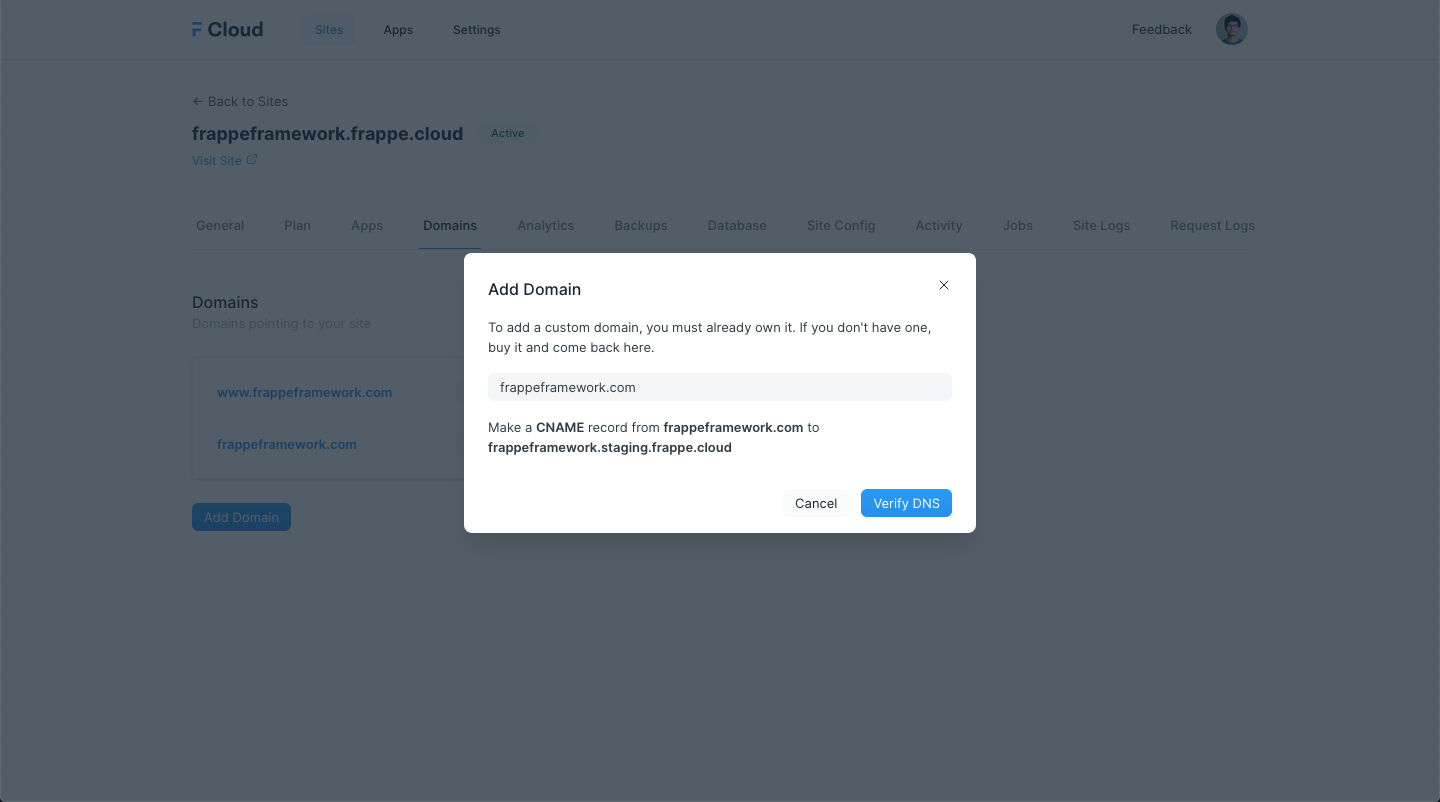 Cloud
Sites Apps Settings Feedback
← Back to Sites
frappeframework.frappe.cloud Active
Visit Site
General Plan Apps Domains Analytics Backups Database Site Config Activity Jobs Site Logs Request Logs
Domains
Domains pointing to your site
www.frappeframework.com
frappeframework.com
Add Domain
Add Domain
To add a custom domain, you must already own it. If you don't have one,
buy it and come back here.
frappeframework.com
Make a CNAME record from frappeframework.com to
frappeframework.staging.frappe.cloud
Cancel Verify DNS